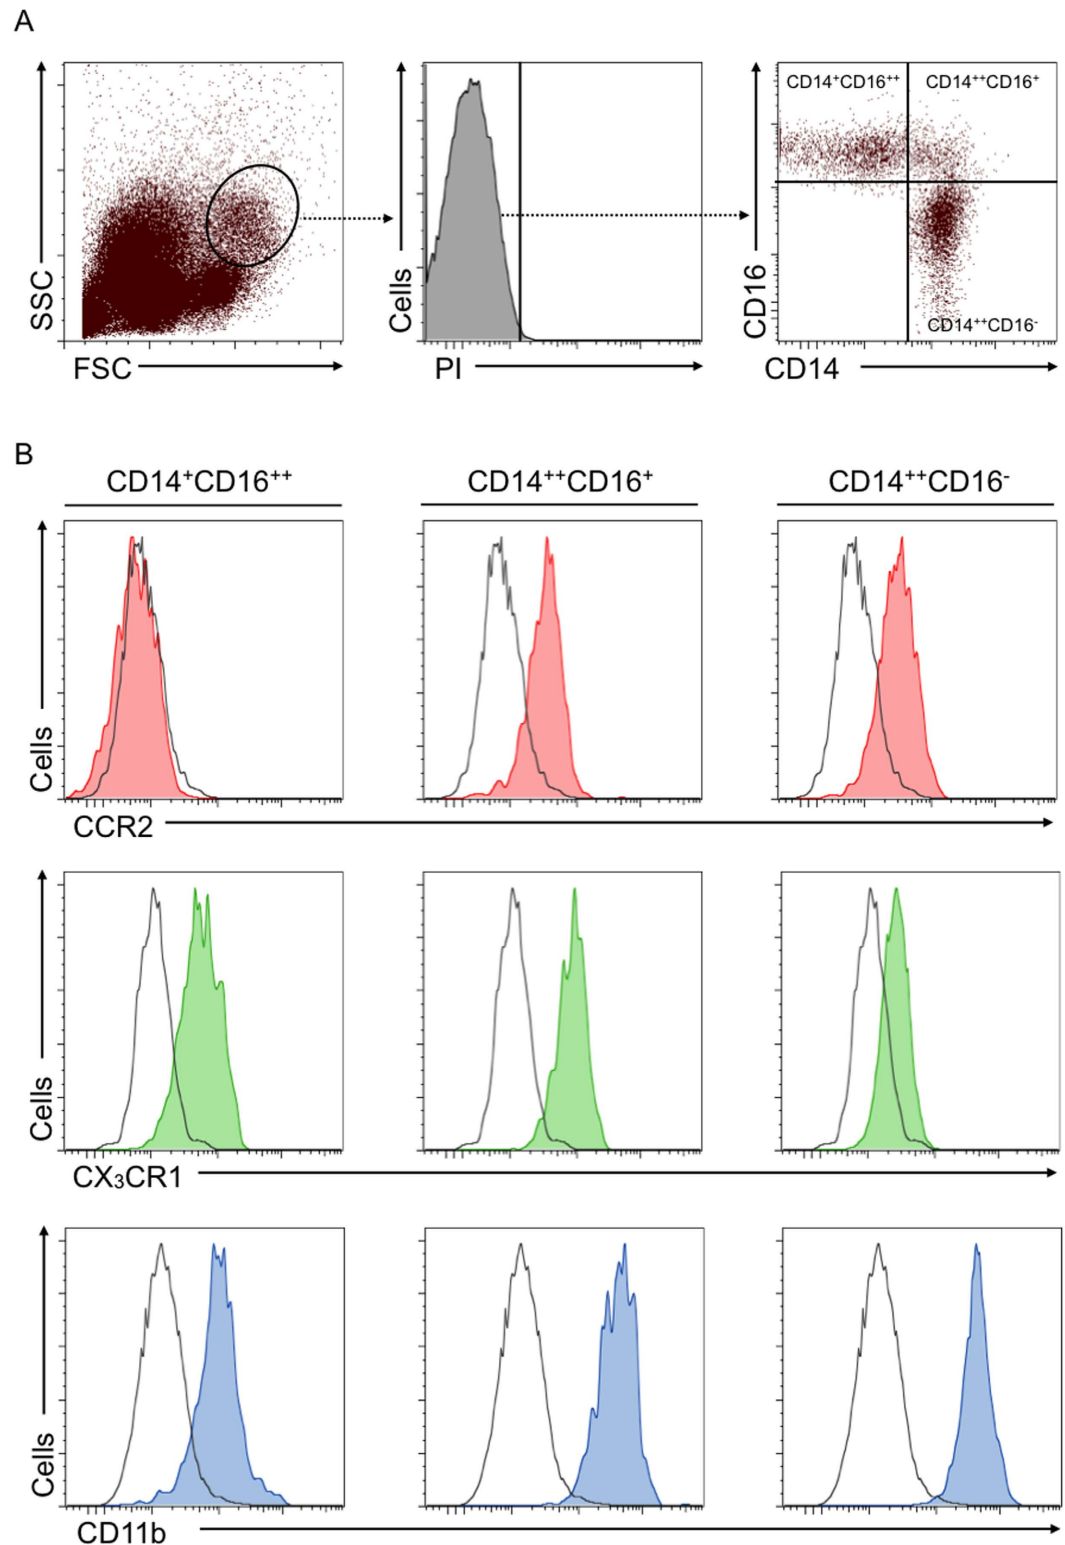 A
CD14⁺CD16⁺⁺
CD14⁺⁺CD16⁺
SSC
Cells
CD16
CD14⁺⁺CD16⁻
FSC
PI
CD14
B
CD14⁺CD16⁺⁺
CD14⁺⁺CD16⁺
CD14⁺⁺CD16⁻
Cells
CCR2
Cells
CX₃CR1
Cells
CD11b